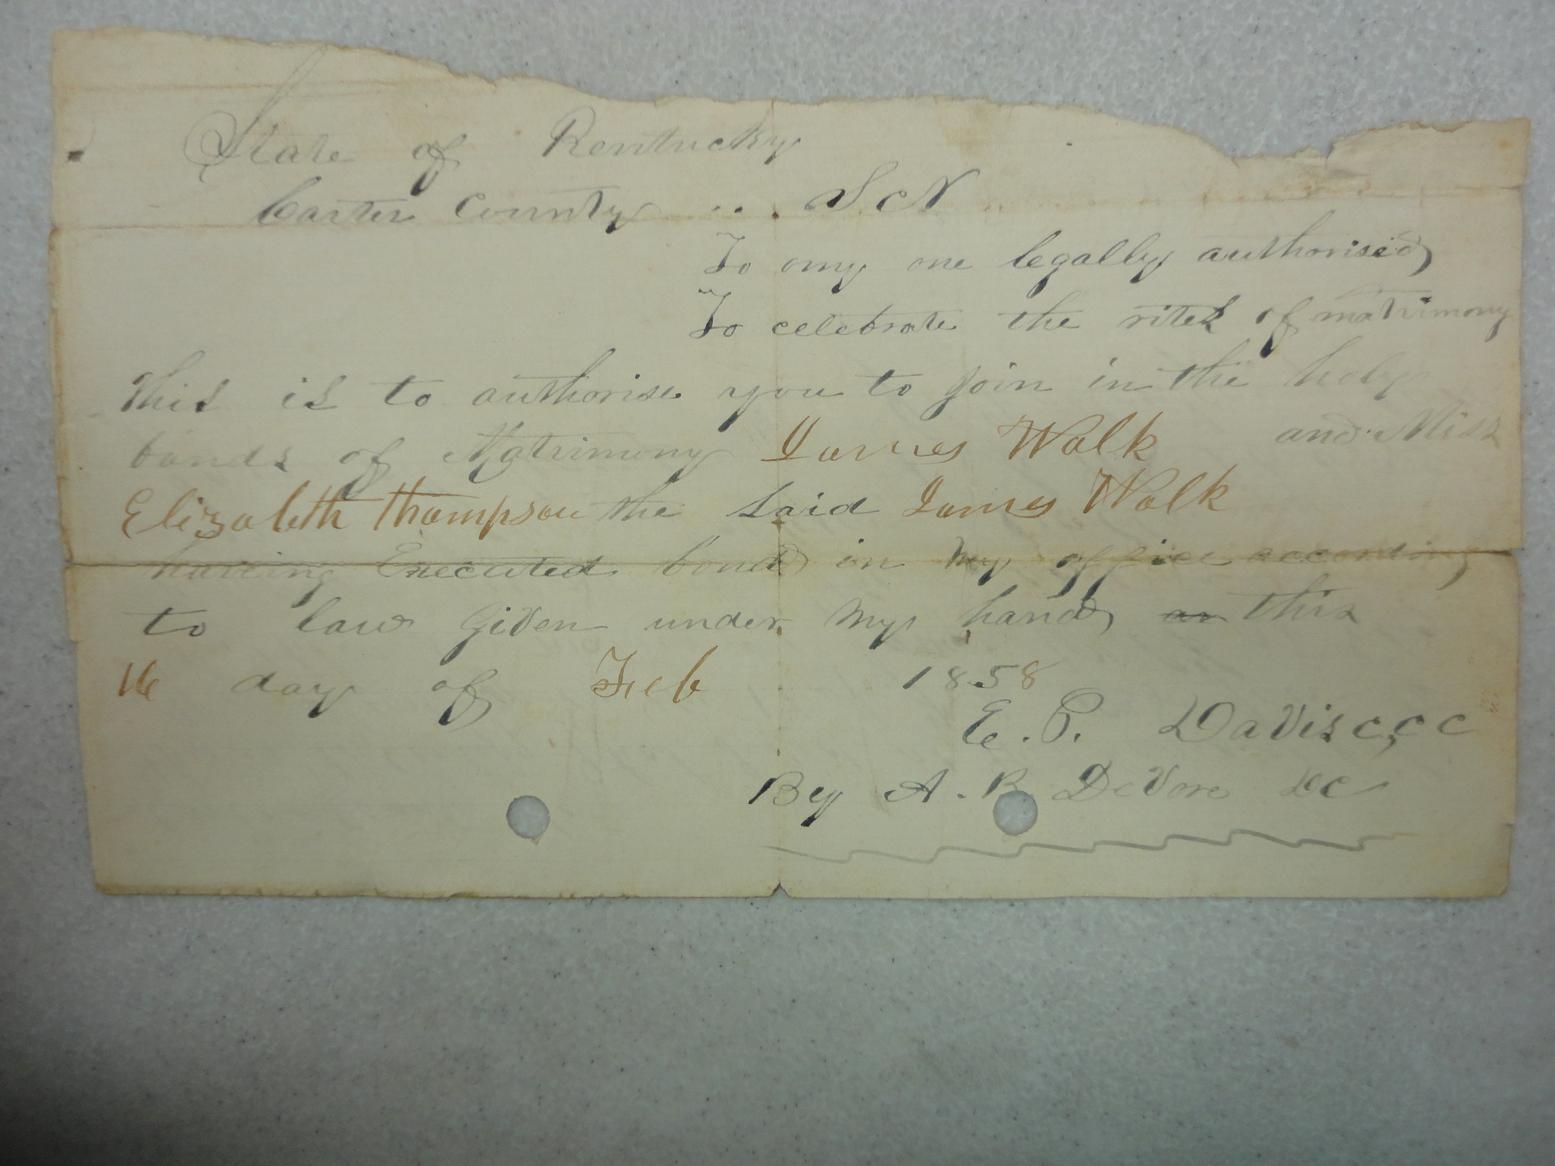 State of Kentucky
Carter County .. Sct
To any one legally authorised
To celebrate the rites of matrimony
This is to authorise you to join in the holy
bonds of Matrimony James Walk and Miss
Elizabeth Thompson the said James Walk
having Executed bond in my office according
to law Given under my hand as this
16 day of Feb 1858
E. P. Davis C.C.C
By A. R DeVore DC